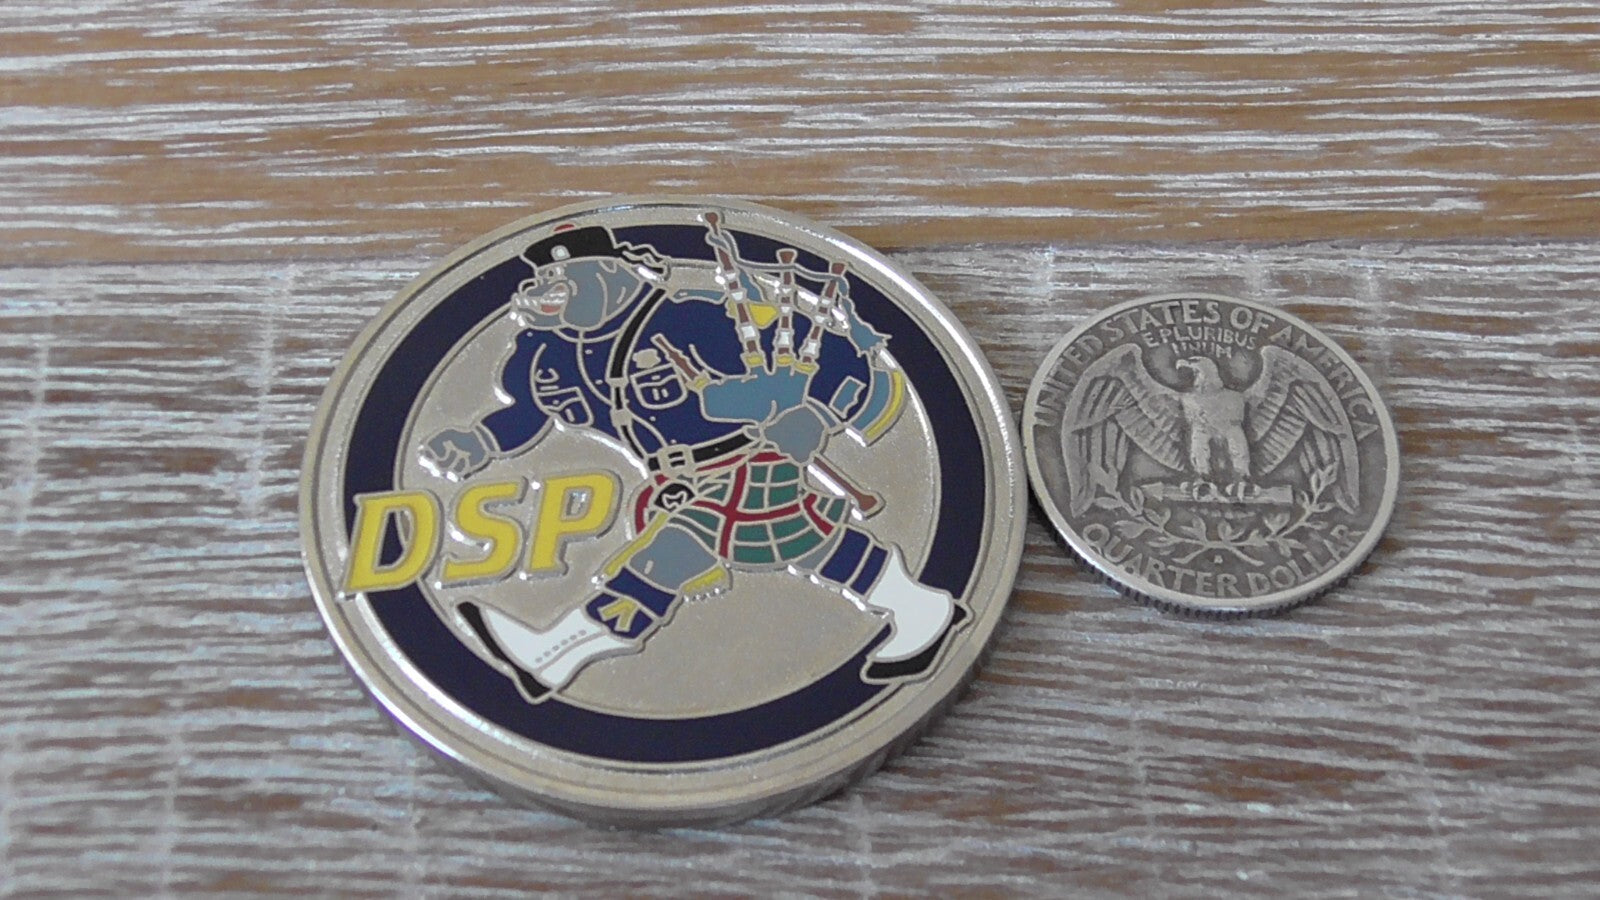 DSP
UNITED STATES OF AMERICA
E PLURIBUS
UNUM
QUARTER DOLLAR